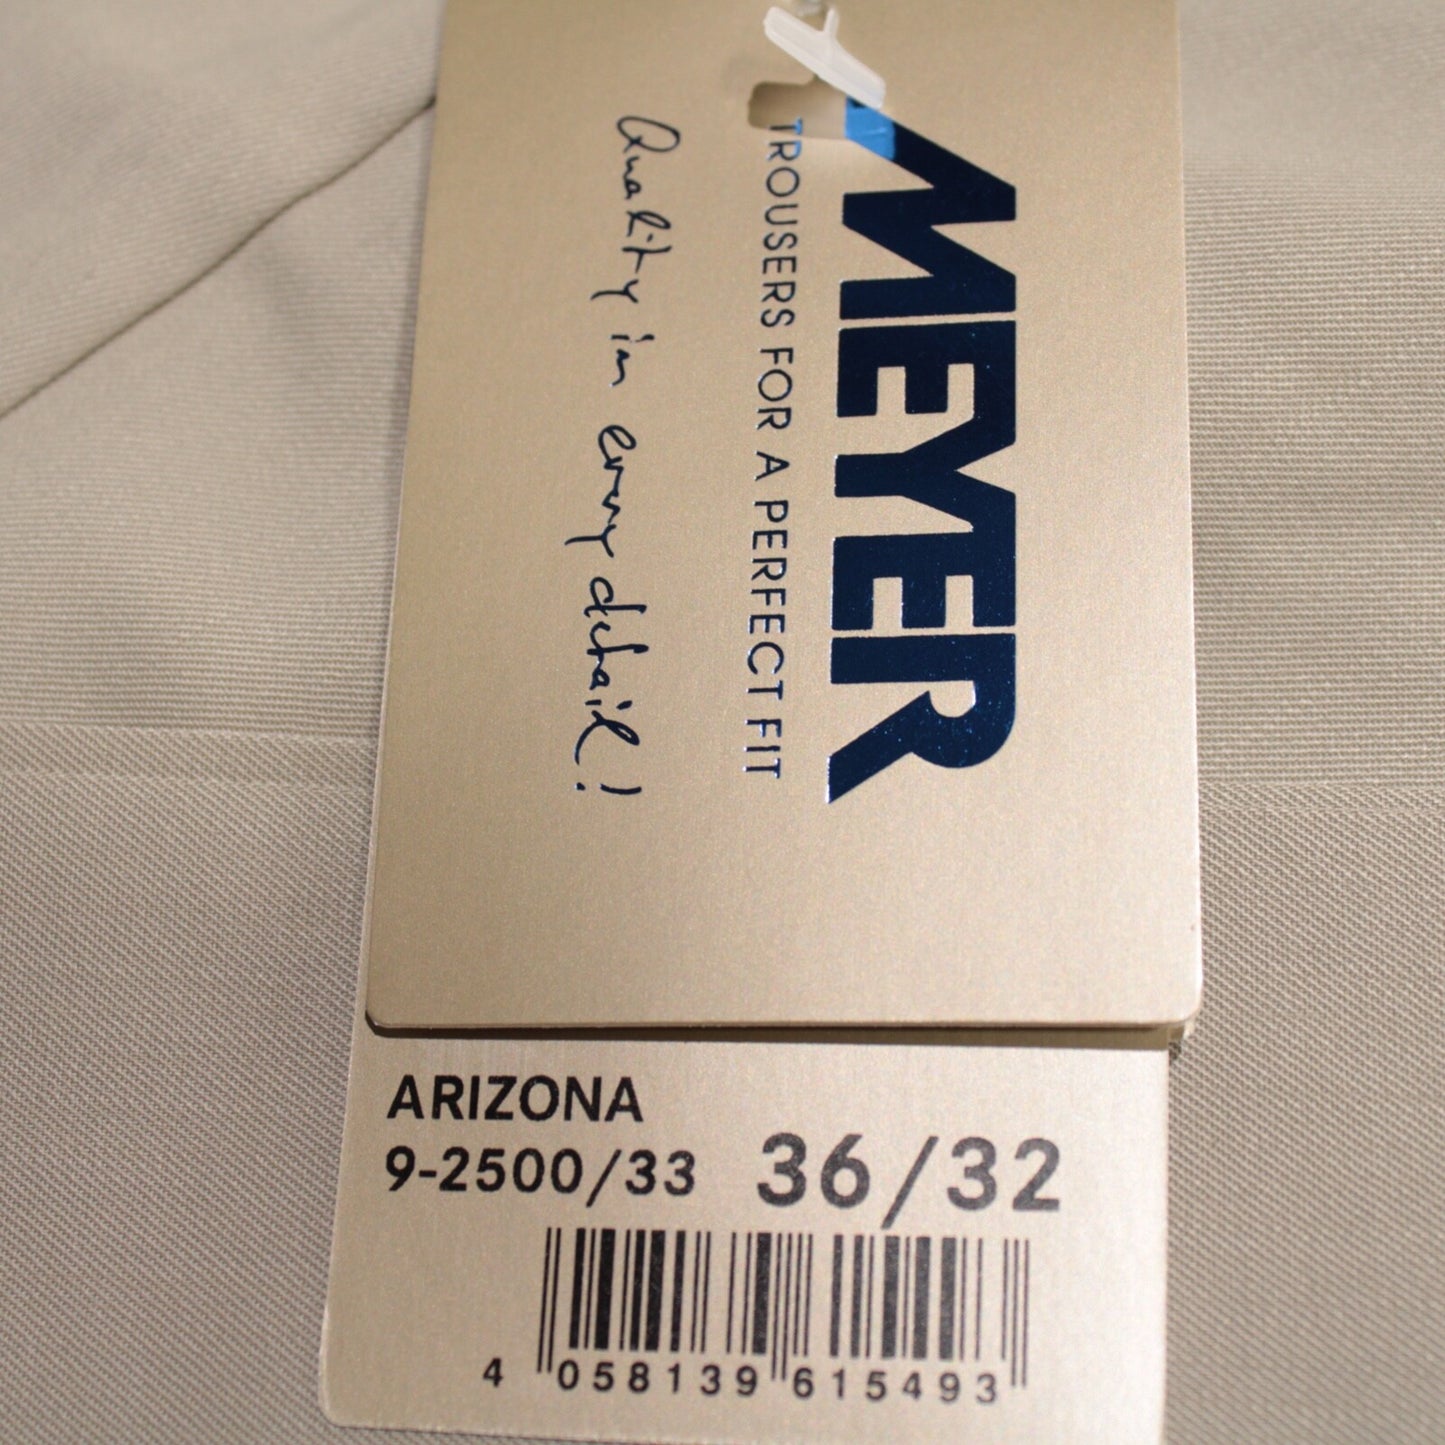 MEYER
TROUSERS FOR A PERFECT FIT
Quality in every detail!
ARIZONA
9-2500/33 36/32
4 058139 615493